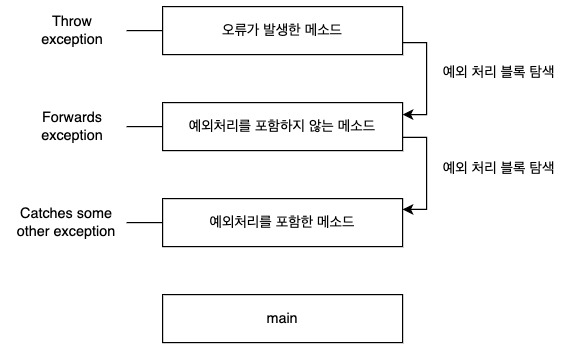 Throw
exception
오류가 발생한 메소드
예외 처리 블록 탐색
Forwards
exception
예외처리를 포함하지 않는 메소드
예외 처리 블록 탐색
Catches some
other exception
예외처리를 포함한 메소드
main